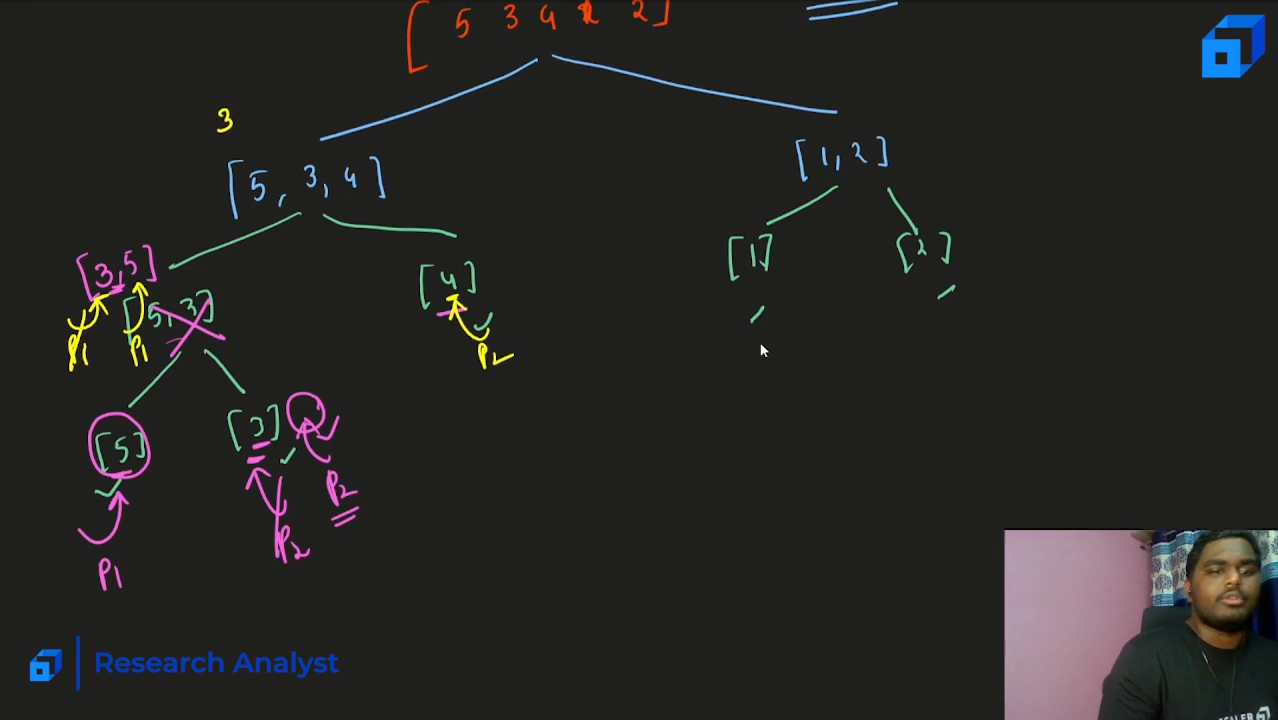 [ 5 3 4 1 2 ]
3
[ 5 , 3 , 4 ]
[ 1 , 2 ]
[ 3 , 5 ]
[ 5 , 3 ]
[ 4 ]
[ 1 ]
[ 2 ]
P1
P1
P2
[ 5 ]
[ 3 ]
P2
P2
P1
Research Analyst